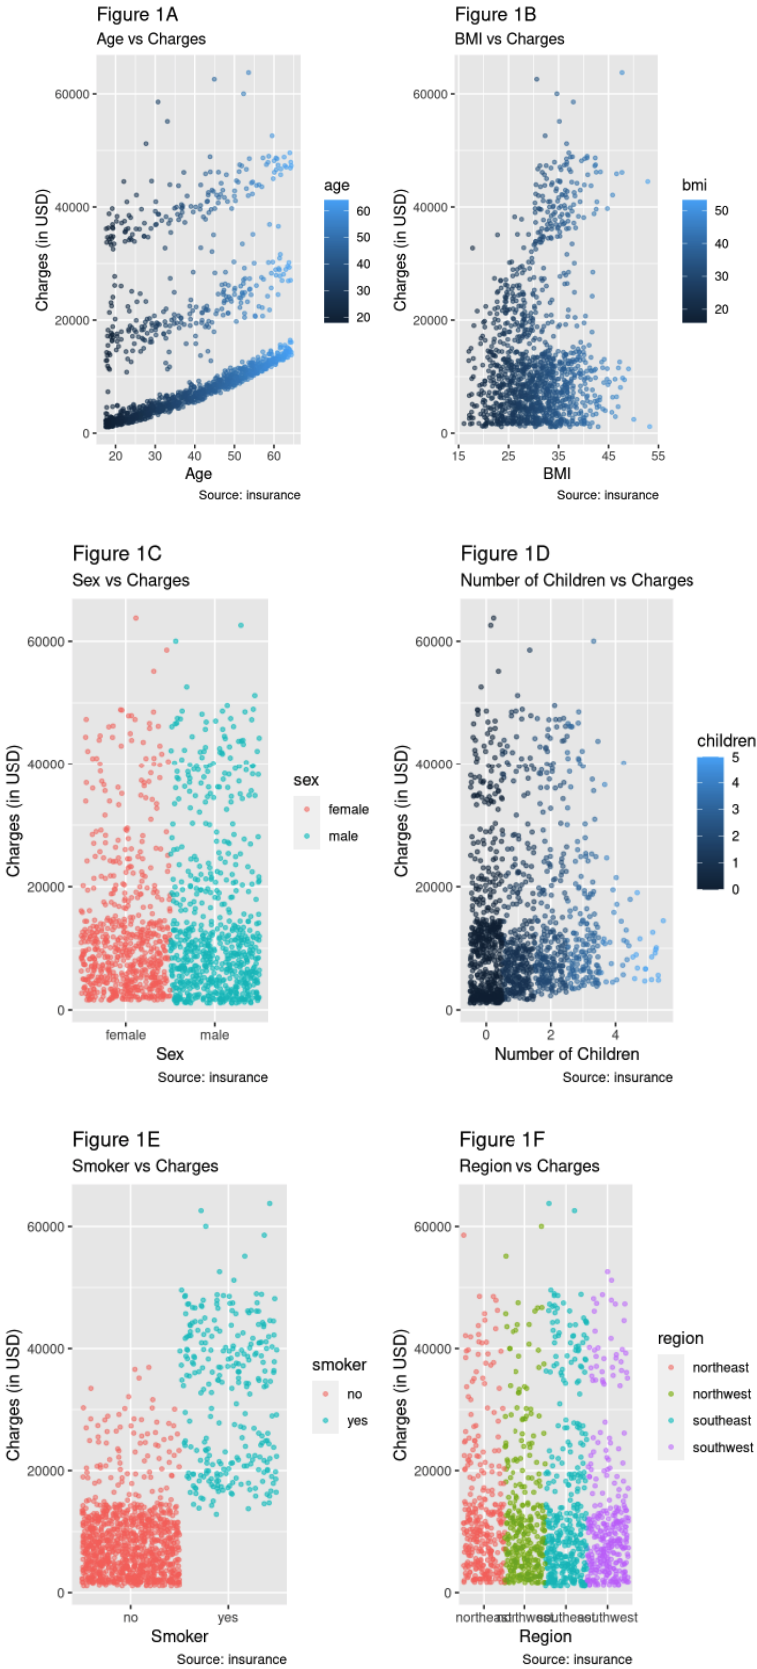 Figure 1A
Age vs Charges
60000
40000
20000
0
Charges (in USD)
20 30 40 50 60
Age
age
60
50
40
30
20
Source: insurance
Figure 1B
BMI vs Charges
60000
40000
20000
0
Charges (in USD)
15 25 35 45 55
BMI
bmi
50
40
30
20
Source: insurance
Figure 1C
Sex vs Charges
60000
40000
20000
0
Charges (in USD)
female male
Sex
sex
female
male
Source: insurance
Figure 1D
Number of Children vs Charges
60000
40000
20000
0
Charges (in USD)
0 2 4
Number of Children
children
5
4
3
2
1
0
Source: insurance
Figure 1E
Smoker vs Charges
60000
40000
20000
0
Charges (in USD)
no yes
Smoker
smoker
no
yes
Source: insurance
Figure 1F
Region vs Charges
60000
40000
20000
0
Charges (in USD)
northeast northwest southeast southwest
Region
region
northeast
northwest
southeast
southwest
Source: insurance